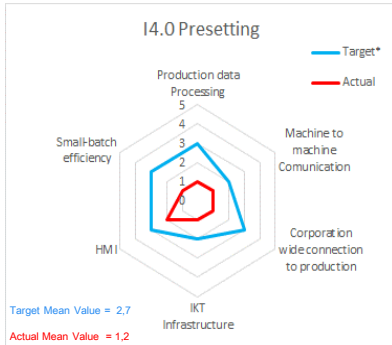 I4.0 Presetting
Target*
Actual
Production data
Processing
5
4
3
2
1
0
Small-batch
efficiency
Machine to
machine
Comunication
HMI
Corporation
wide connection
to production
IKT
Infrastructure
Target Mean Value = 2,7
Actual Mean Value = 1,2